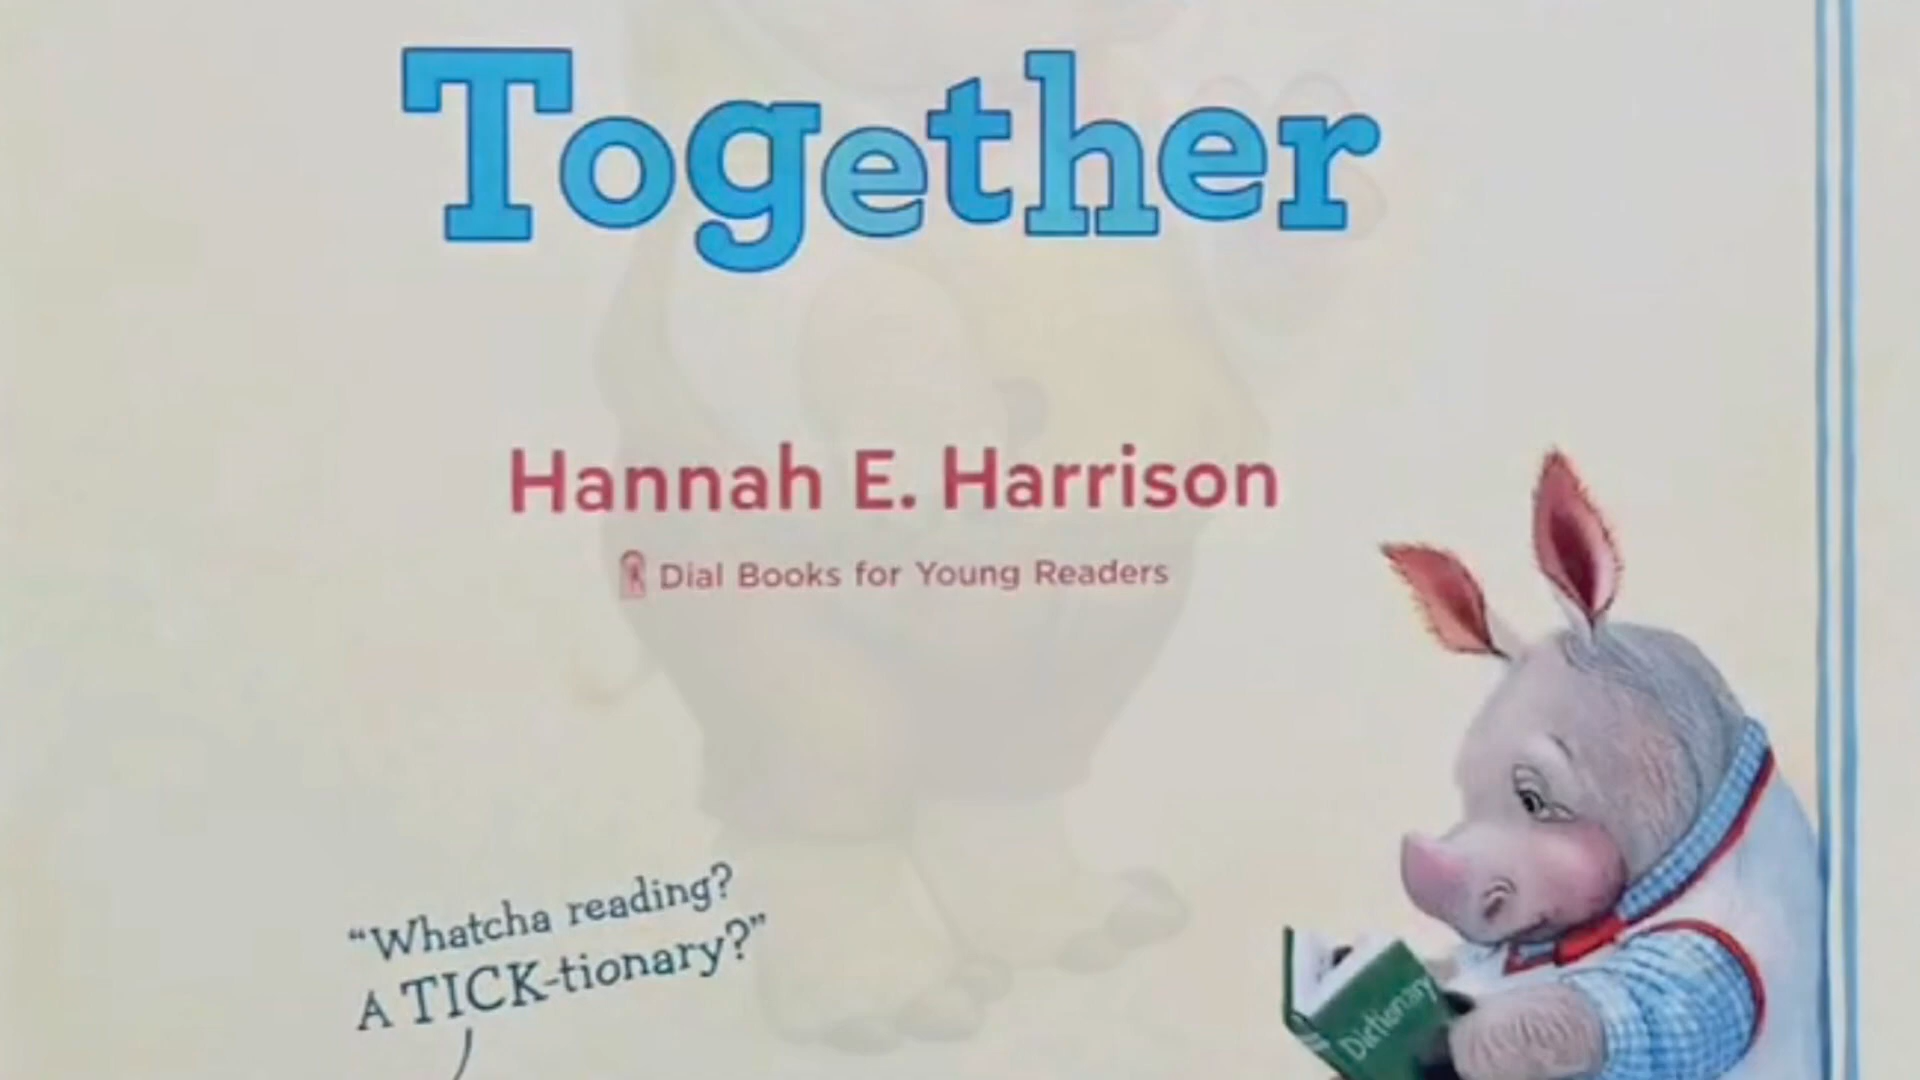 Together
Hannah E. Harrison
Dial Books for Young Readers
“Whatcha reading?
A TICK-tionary?”
Dictionary